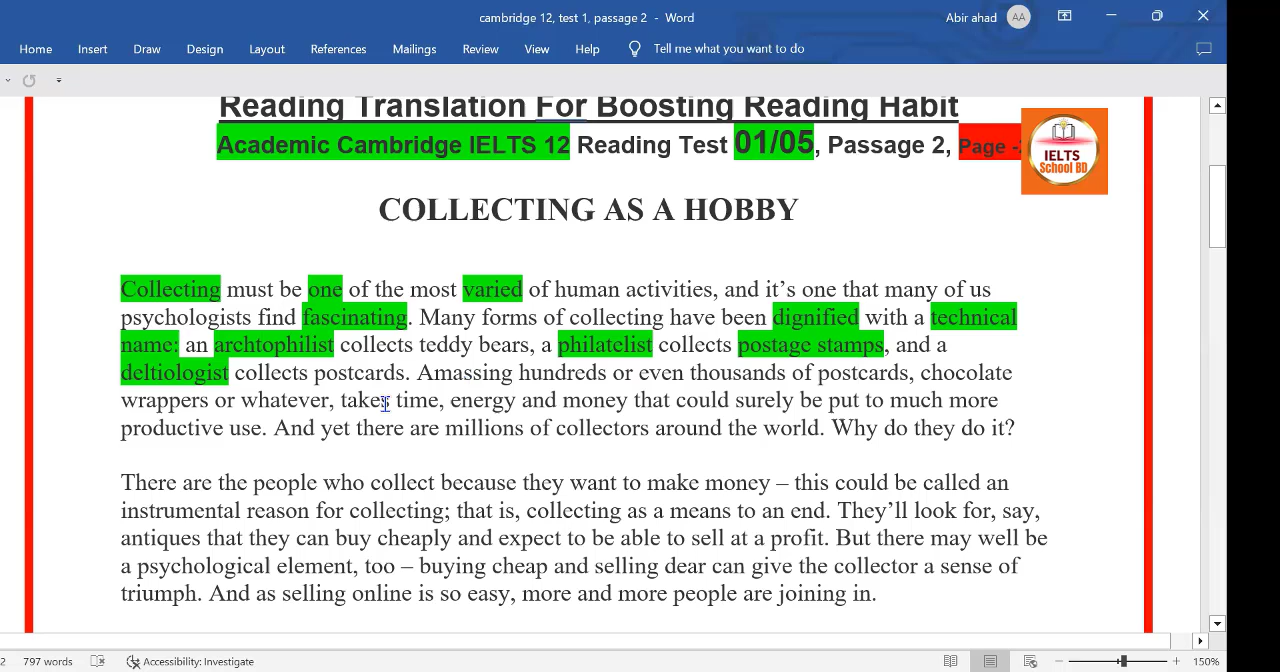 cambridge 12, test 1, passage 2 - Word
Abir ahad AA
Home Insert Draw Design Layout References Mailings Review View Help Tell me what you want to do
Reading Translation For Boosting Reading Habit
Academic Cambridge IELTS 12 Reading Test 01/05, Passage 2, Page -
IELTS
School BD
COLLECTING AS A HOBBY
Collecting must be one of the most varied of human activities, and it's one that many of us
psychologists find fascinating. Many forms of collecting have been dignified with a technical
name: an archtophilist collects teddy bears, a philatelist collects postage stamps, and a
deltiologist collects postcards. Amassing hundreds or even thousands of postcards, chocolate
wrappers or whatever, takes time, energy and money that could surely be put to much more
productive use. And yet there are millions of collectors around the world. Why do they do it?
There are the people who collect because they want to make money – this could be called an
instrumental reason for collecting; that is, collecting as a means to an end. They'll look for, say,
antiques that they can buy cheaply and expect to be able to sell at a profit. But there may well be
a psychological element, too – buying cheap and selling dear can give the collector a sense of
triumph. And as selling online is so easy, more and more people are joining in.
2 797 words Accessibility: Investigate 150%